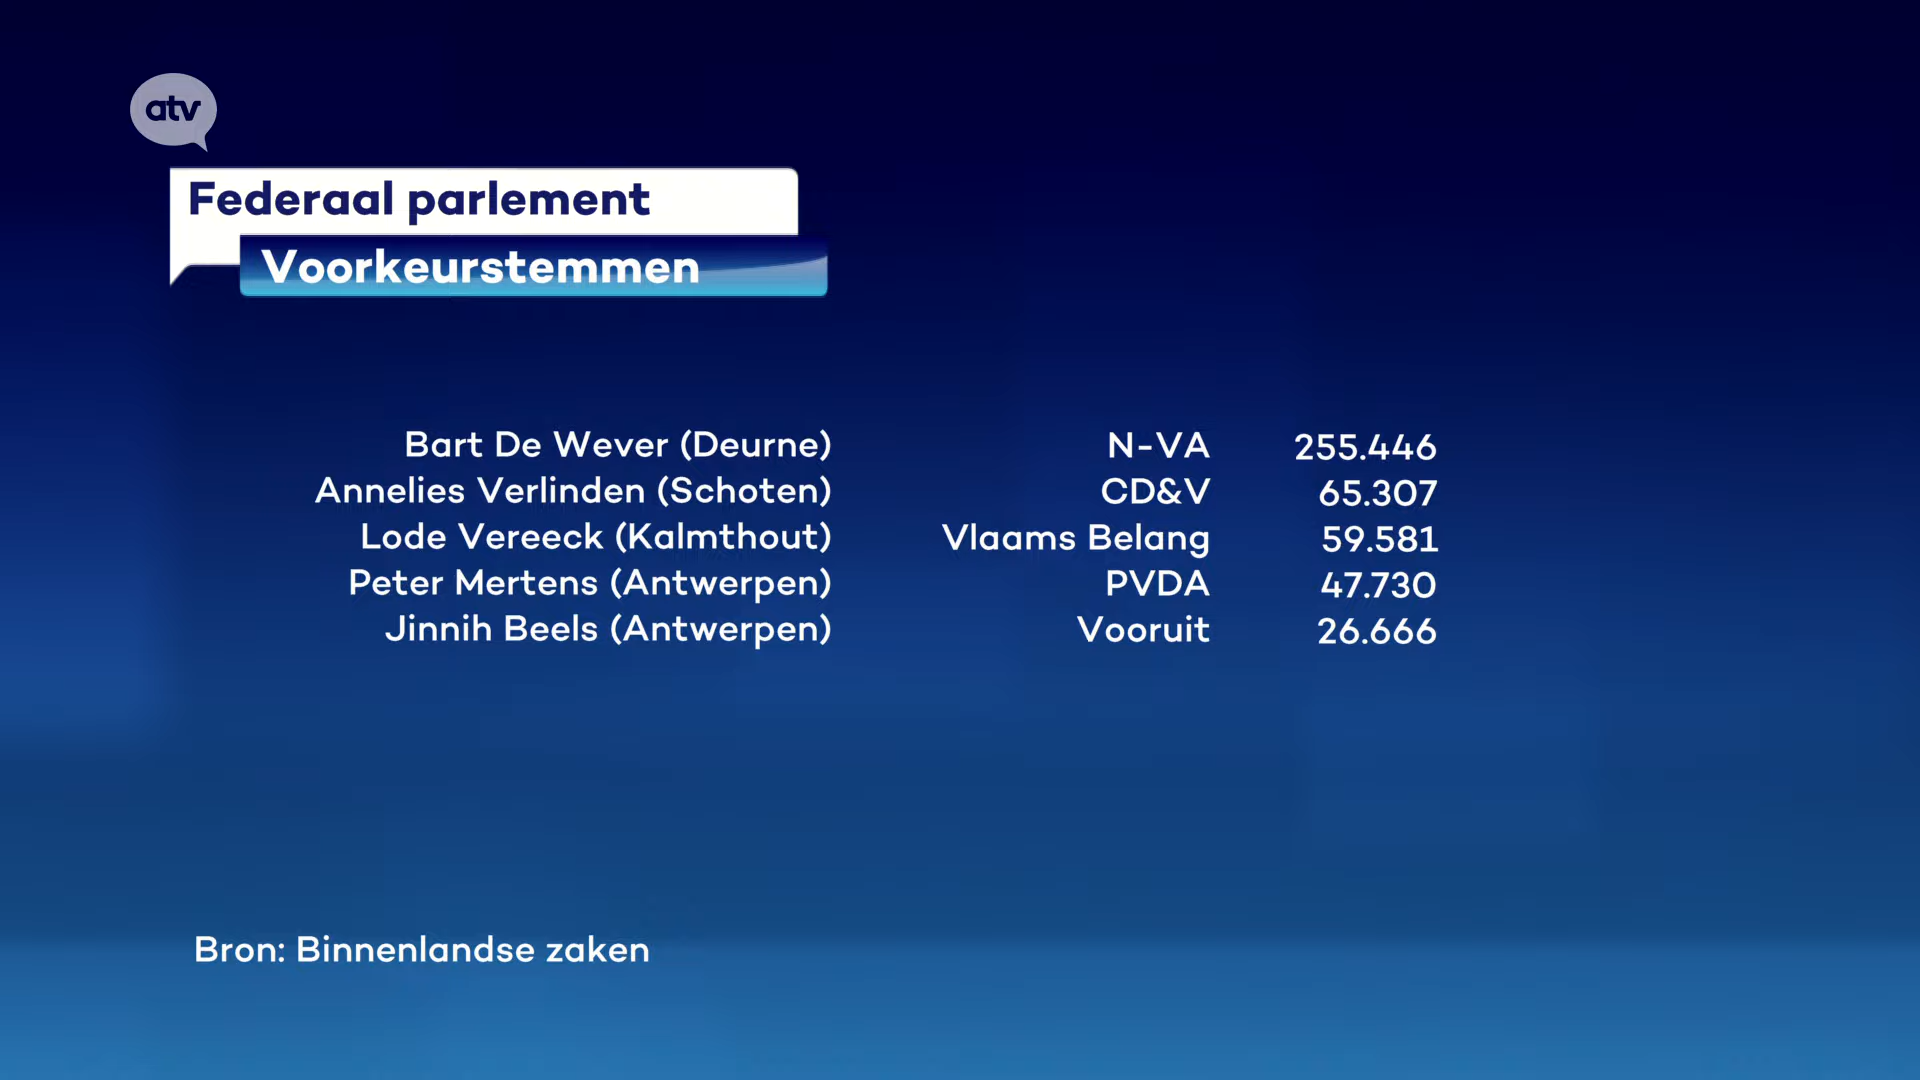 atv
Federaal parlement
Voorkeurstemmen
Bart De Wever (Deurne) N-VA 255.446
Annelies Verlinden (Schoten) CD&V 65.307
Lode Vereeck (Kalmthout) Vlaams Belang 59.581
Peter Mertens (Antwerpen) PVDA 47.730
Jinnih Beels (Antwerpen) Vooruit 26.666
Bron: Binnenlandse zaken